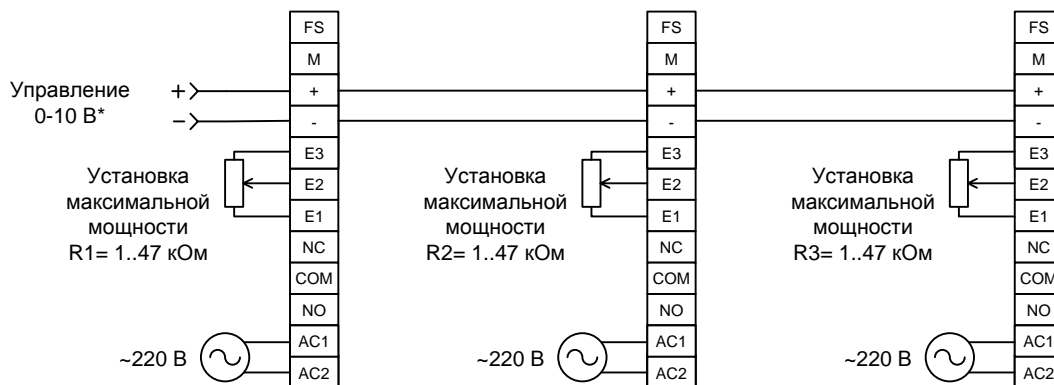 FS
M
+
-
E3
E2
E1
NC
COM
NO
AC1
AC2
Управление
0-10 В*
+
−
Установка
максимальной
мощности
R1= 1..47 кОм
~220 В
FS
M
+
-
E3
E2
E1
NC
COM
NO
AC1
AC2
Установка
максимальной
мощности
R2= 1..47 кОм
~220 В
FS
M
+
-
E3
E2
E1
NC
COM
NO
AC1
AC2
Установка
максимальной
мощности
R3= 1..47 кОм
~220 В